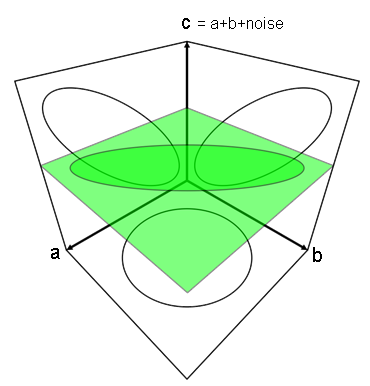 c = a+b+noise
a
b